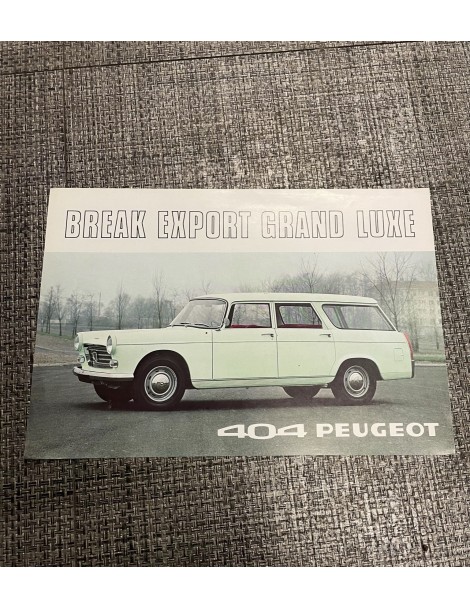 BREAK EXPORT GRAND LUXE
404 PEUGEOT